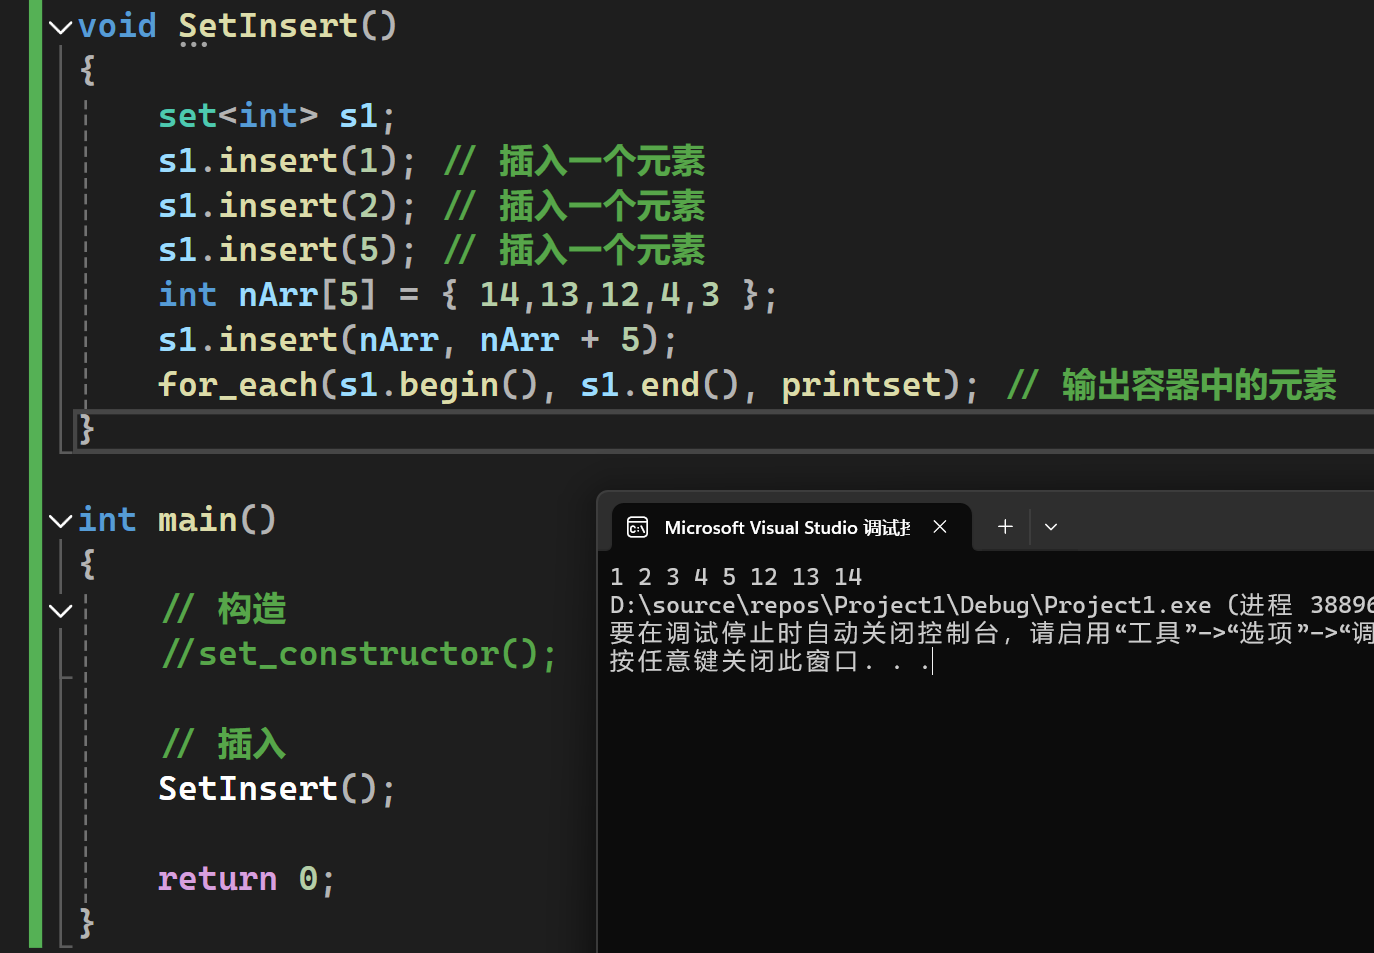 void SetInsert()
{
    set<int> s1;
    s1.insert(1); // 插入一个元素
    s1.insert(2); // 插入一个元素
    s1.insert(5); // 插入一个元素
    int nArr[5] = { 14,13,12,4,3 };
    s1.insert(nArr, nArr + 5);
    for_each(s1.begin(), s1.end(), printset); // 输出容器中的元素
}
int main()
{
    // 构造
    //set_constructor();
    // 插入
    SetInsert();
    return 0;
}
Microsoft Visual Studio 调试
1 2 3 4 5 12 13 14
D:\source\repos\Project1\Debug\Project1.exe (进程 38896
要在调试停止时自动关闭控制台，请启用“工具”->“选项”->“调
按任意键关闭此窗口. . .